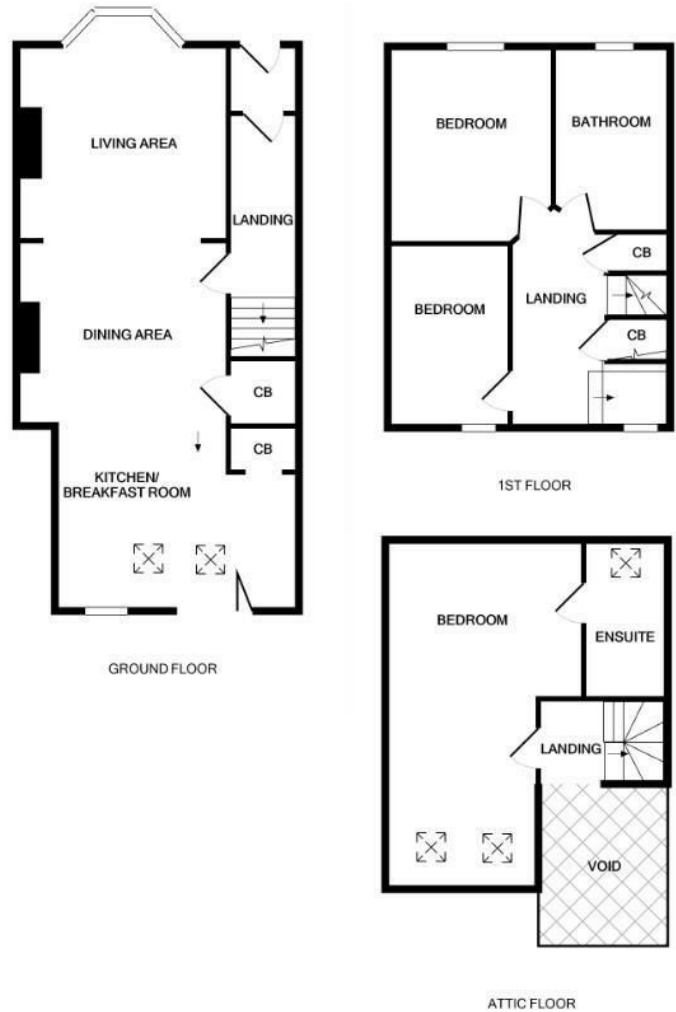 LIVING AREA
LANDING
DINING AREA
CB
CB
KITCHEN/
BREAKFAST ROOM
GROUND FLOOR
BEDROOM
BATHROOM
CB
BEDROOM
LANDING
CB
1ST FLOOR
BEDROOM
ENSUITE
LANDING
VOID
ATTIC FLOOR